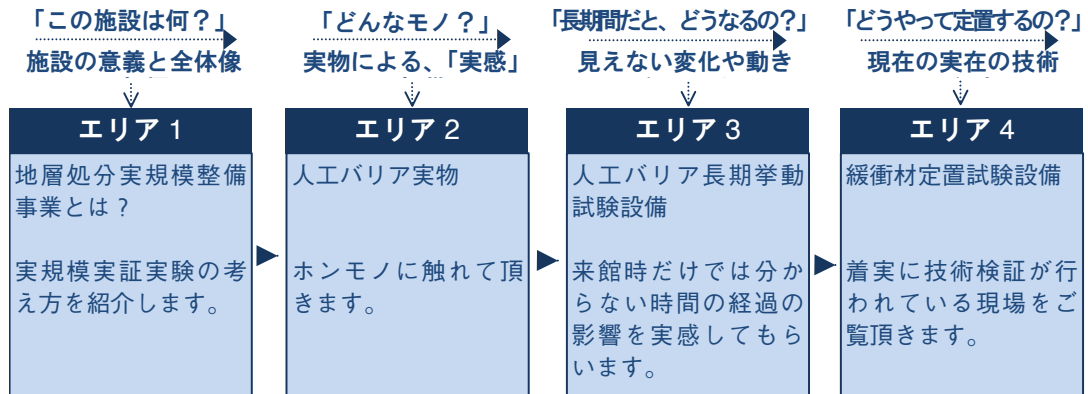 「この施設は何？」
施設の意義と全体像
エリア 1
地層処分実規模整備
事業とは？
実規模実証実験の考
え方を紹介します。
「どんなモノ？」
実物による、「実感」
エリア 2
人工バリア実物
ホンモノに触れて頂
きます。
「長期間だと、どうなるの？」
見えない変化や動き
エリア 3
人工バリア長期挙動
試験設備
来館時だけでは分か
らない時間の経過の
影響を実感してもら
います。
「どうやって定置するの？」
現在の実在の技術
エリア 4
緩衝材定置試験設備
着実に技術検証が行
われている現場をご
覧頂きます。